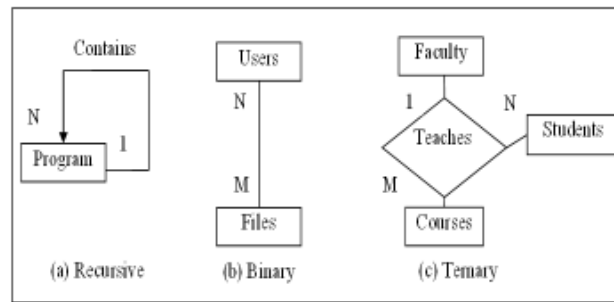 Contains
N
1
Program
(a) Recursive
Users
N
M
Files
(b) Binary
Faculty
1
N
Teaches
Students
M
Courses
(c) Ternary